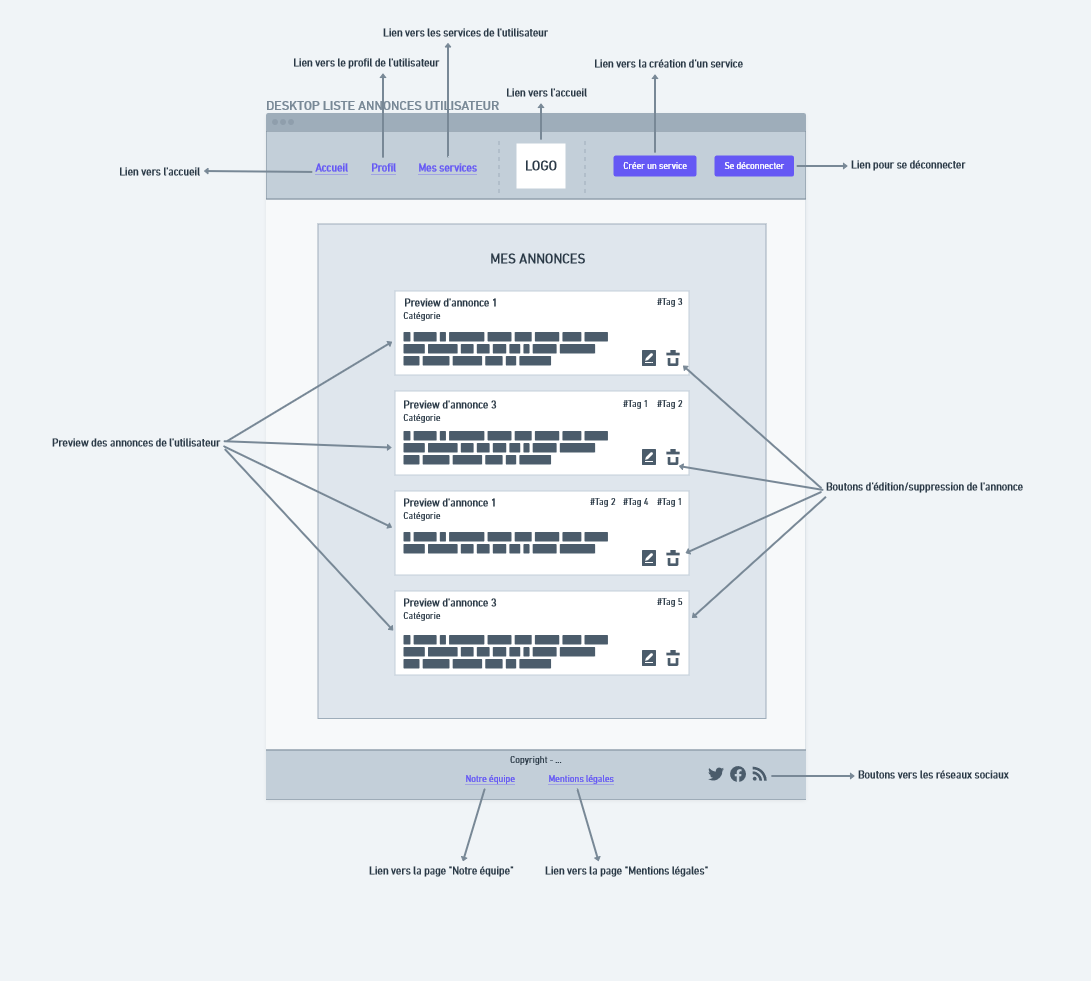 Lien vers les services de l'utilisateur
Lien vers le profil de l'utilisateur
Lien vers la création d'un service
Lien vers l'accueil
DESKTOP LISTE ANNONCES UTILISATEUR
Lien vers l'accueil
Accueil
Profil
Mes services
LOGO
Créer un service
Se déconnecter
Lien pour se déconnecter
MES ANNONCES
Preview d'annonce 1
#Tag 3
Catégorie
Preview d'annonce 3
#Tag 1 #Tag 2
Catégorie
Preview des annonces de l'utilisateur
Boutons d'édition/suppression de l'annonce
Preview d'annonce 1
#Tag 2 #Tag 4 #Tag 1
Catégorie
Preview d'annonce 3
#Tag 5
Catégorie
Copyright - ...
Notre équipe
Mentions légales
Boutons vers les réseaux sociaux
Lien vers la page "Notre équipe"
Lien vers la page "Mentions légales"